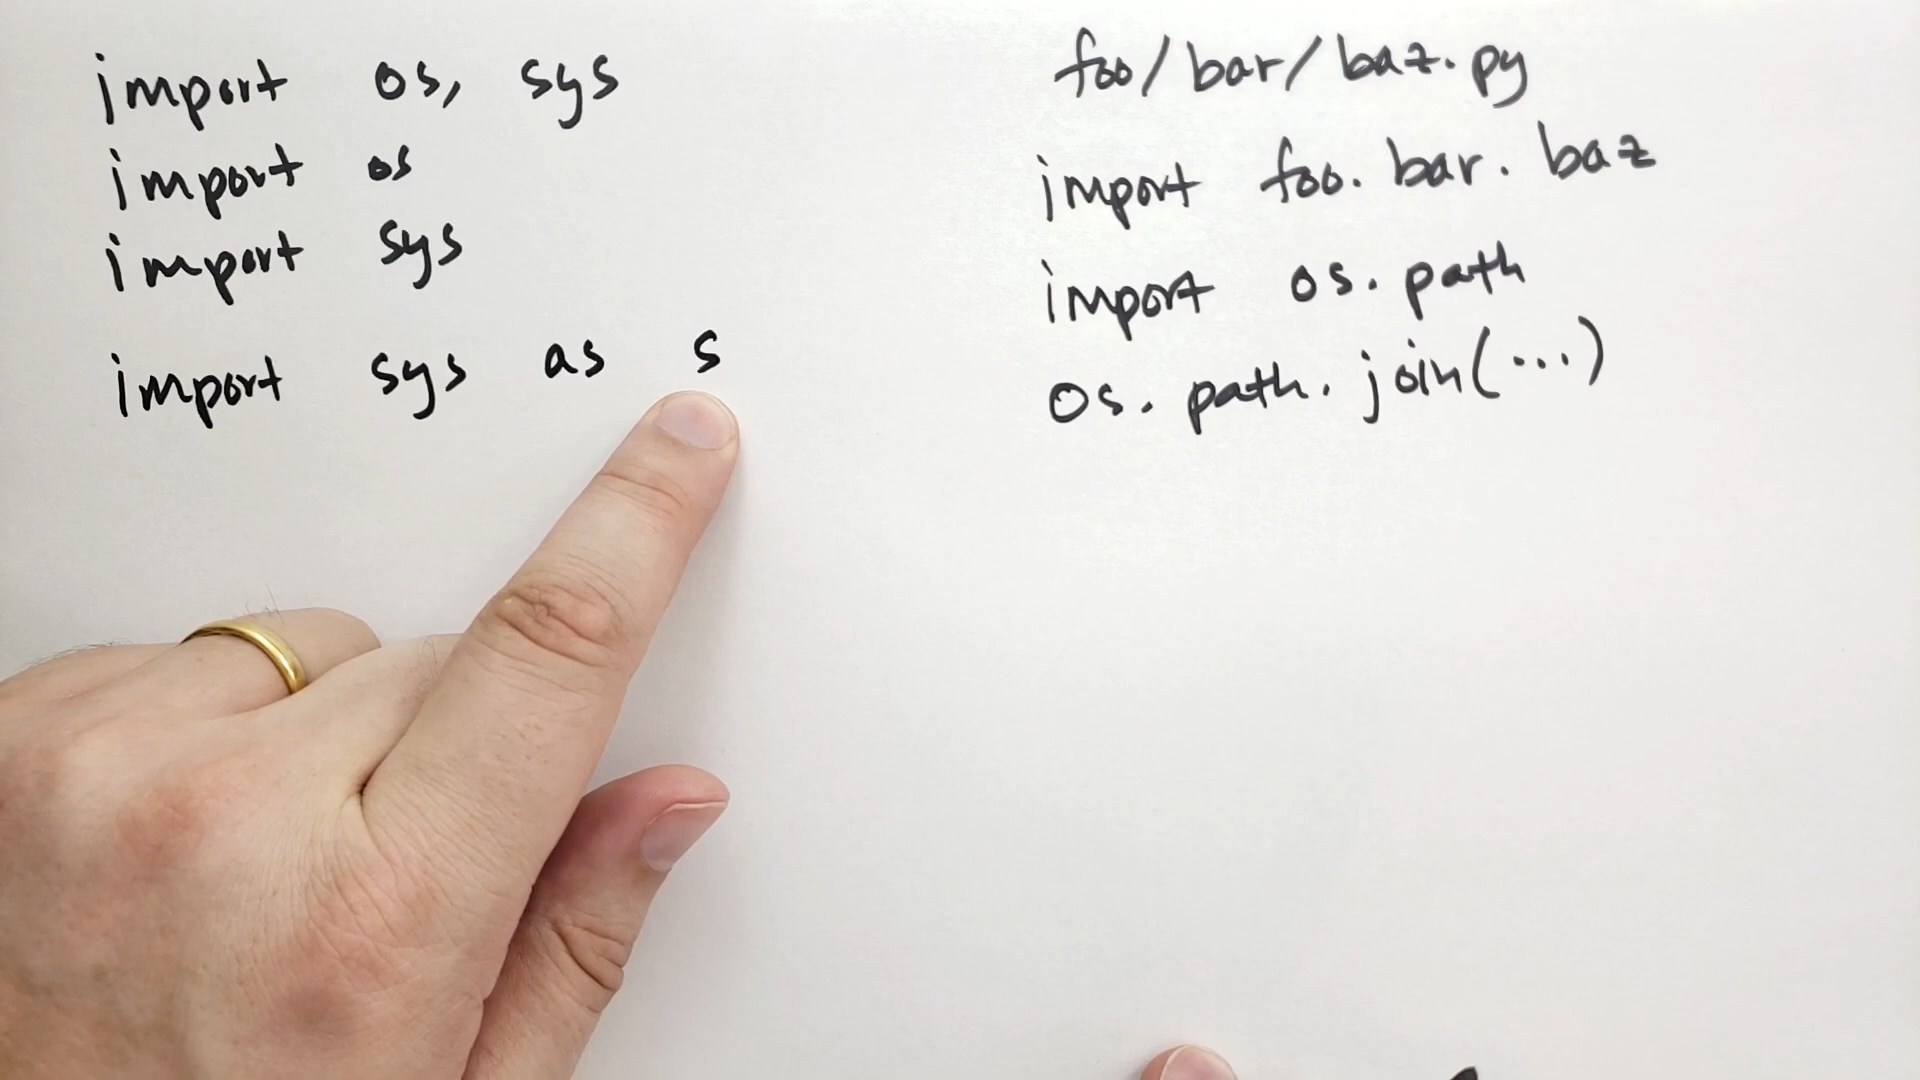 import os, sys
import os
import sys
import sys as s
foo/bar/baz.py
import foo.bar.baz
import os.path
os.path.join(...)